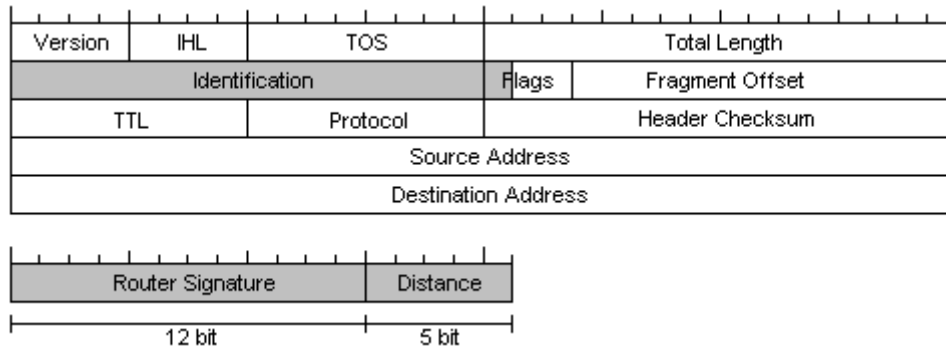 Version IHL TOS Total Length
Identification Flags Fragment Offset
TTL Protocol Header Checksum
Source Address
Destination Address
Router Signature Distance
12 bit 5 bit